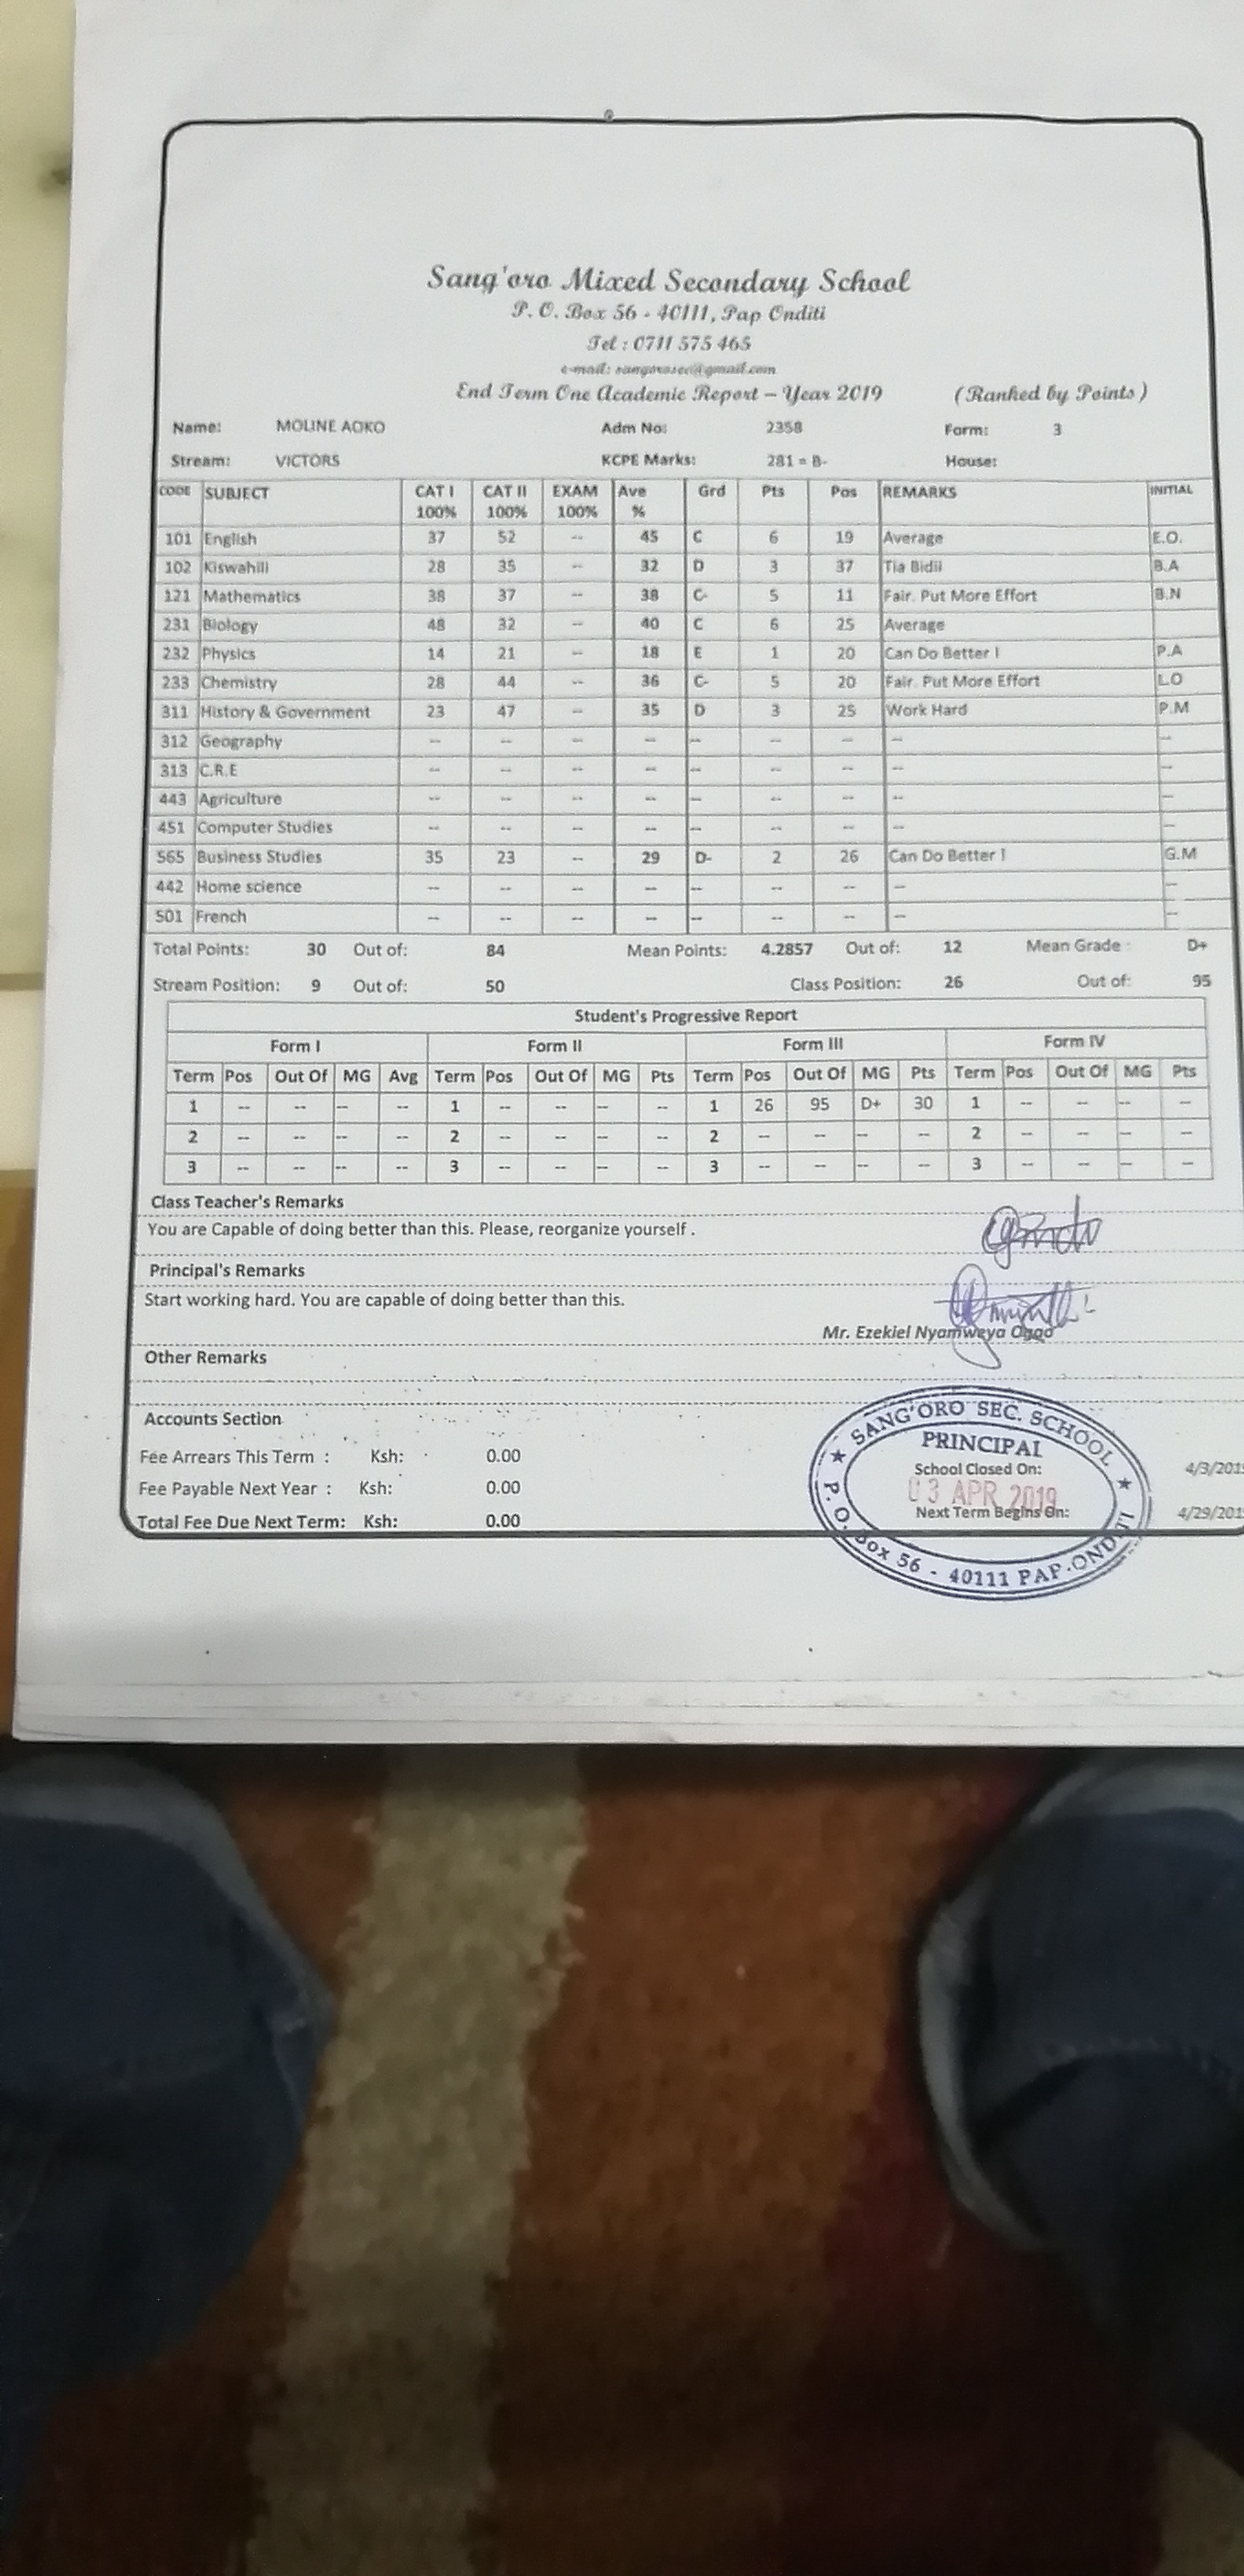 Sang'oro Mixed Secondary School
P. O. Box 56 - 40111, Pap Onditi
Tel : 0711 575 465
e-mail: sangorosec@gmail.com
End Term One Academic Report – Year 2019 (Ranked by Points)
Name: MOLINE AOKO Adm No: 2358 Form: 3
Stream: VICTORS KCPE Marks: 281 = B- House:
CODE SUBJECT CAT I 100% CAT II 100% EXAM 100% Ave % Grd Pts Pos REMARKS INITIAL
101 English 37 52 -- 45 C 6 19 Average E.O.
102 Kiswahili 28 35 -- 32 D 3 37 Tia Bidii B.A
121 Mathematics 38 37 -- 38 C- 5 11 Fair. Put More Effort B.N
231 Biology 48 32 -- 40 C 6 25 Average
232 Physics 14 21 -- 18 E 1 20 Can Do Better ! P.A
233 Chemistry 28 44 -- 36 C- 5 20 Fair. Put More Effort L.O
311 History & Government 23 47 -- 35 D 3 25 Work Hard P.M
312 Geography -- -- -- -- -- -- -- -- --
313 C.R.E -- -- -- -- -- -- -- -- --
443 Agriculture -- -- -- -- -- -- -- -- --
451 Computer Studies -- -- -- -- -- -- -- -- --
565 Business Studies 35 23 -- 29 D- 2 26 Can Do Better ! G.M
442 Home science -- -- -- -- -- -- -- -- --
501 French -- -- -- -- -- -- -- -- --
Total Points: 30 Out of: 84 Mean Points: 4.2857 Out of: 12 Mean Grade : D+
Stream Position: 9 Out of: 50 Class Position: 26 Out of: 95
Student's Progressive Report
Form I Form II Form III Form IV
Term Pos Out Of MG Avg Term Pos Out Of MG Pts Term Pos Out Of MG Pts Term Pos Out Of MG Pts
1 -- -- -- -- 1 -- -- -- -- 1 26 95 D+ 30 1 -- -- -- --
2 -- -- -- -- 2 -- -- -- -- 2 -- -- -- -- 2 -- -- -- --
3 -- -- -- -- 3 -- -- -- -- 3 -- -- -- -- 3 -- -- -- --
Class Teacher's Remarks
You are Capable of doing better than this. Please, reorganize yourself .
Principal's Remarks
Start working hard. You are capable of doing better than this.
Mr. Ezekiel Nyamweya
Other Remarks
Accounts Section
Fee Arrears This Term : Ksh: 0.00
Fee Payable Next Year : Ksh: 0.00
Total Fee Due Next Term: Ksh: 0.00
SANG'ORO SEC. SCHOOL
PRINCIPAL
School Closed On: 4/3/201
03 APR 2019
Next Term Begins On: 4/29/201
P. O. Box 56 - 40111 PAP-ONDITI